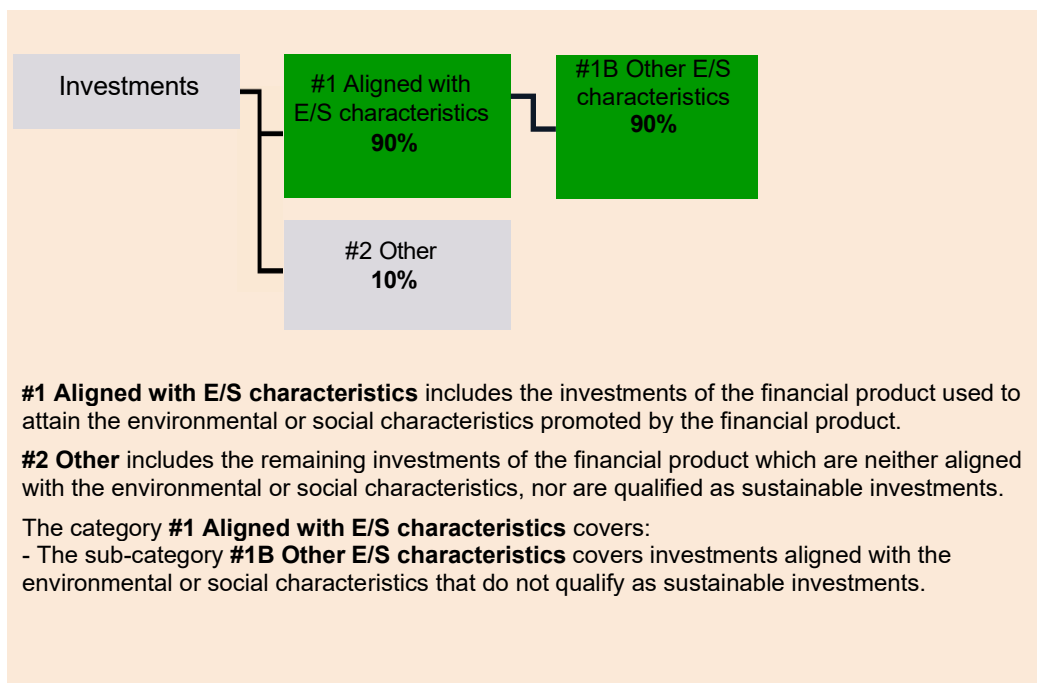 Investments
#1 Aligned with
E/S characteristics
90%
#1B Other E/S
characteristics
90%
#2 Other
10%
#1 Aligned with E/S characteristics includes the investments of the financial product used to
attain the environmental or social characteristics promoted by the financial product.
#2 Other includes the remaining investments of the financial product which are neither aligned
with the environmental or social characteristics, nor are qualified as sustainable investments.
The category #1 Aligned with E/S characteristics covers:
- The sub-category #1B Other E/S characteristics covers investments aligned with the
environmental or social characteristics that do not qualify as sustainable investments.